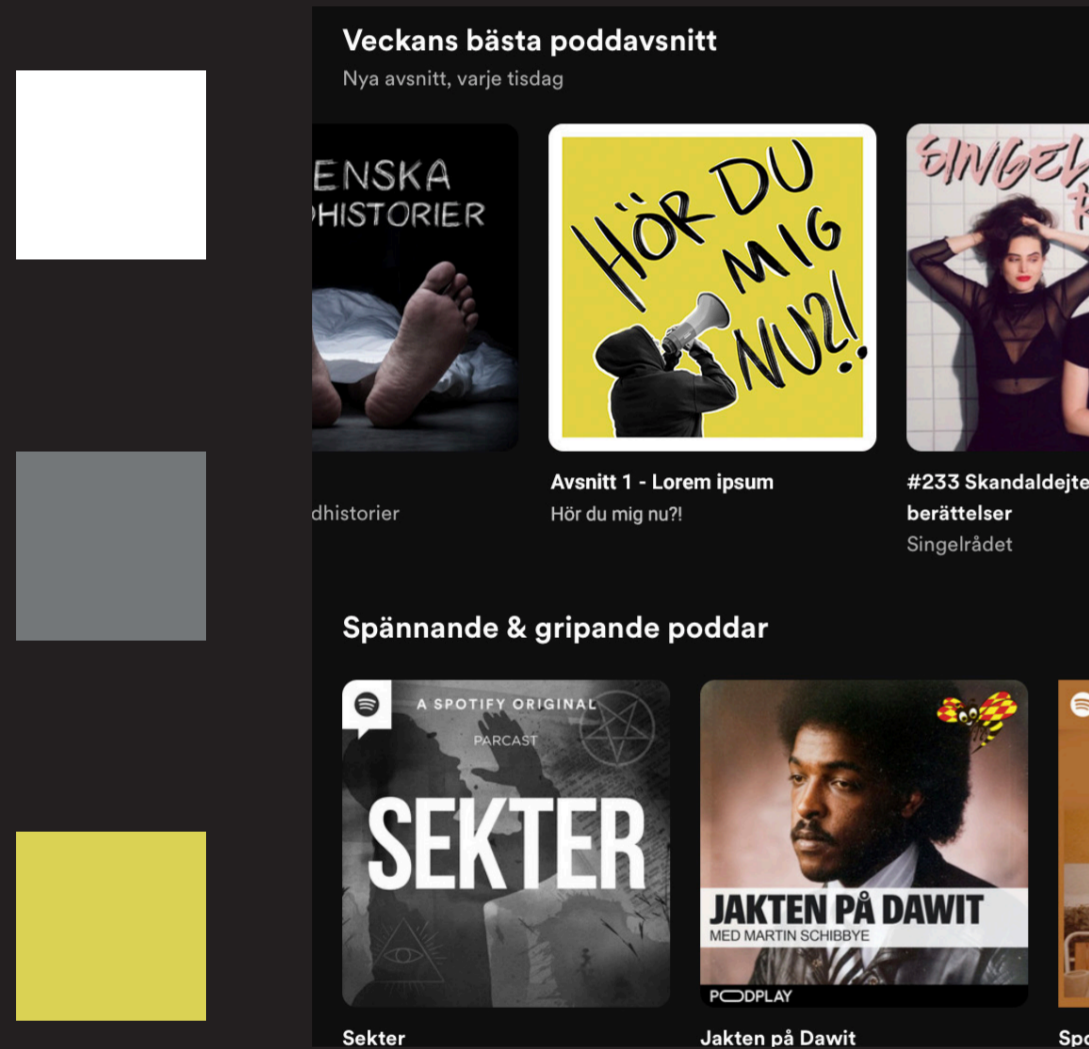 Veckans bästa poddavsnitt
Nya avsnitt, varje tisdag
ENSKA
HISTORIER
HÖR DU
MIG
NU?!
SINGEL
dhistorier
Avsnitt 1 - Lorem ipsum
Hör du mig nu?!
#233 Skandaldejte
berättelser
Singelrådet
Spännande & gripande poddar
A SPOTIFY ORIGINAL
PARCAST
SEKTER
JAKTEN PÅ DAWIT
MED MARTIN SCHIBBYE
PODPLAY
Sekter
Jakten på Dawit
Spo